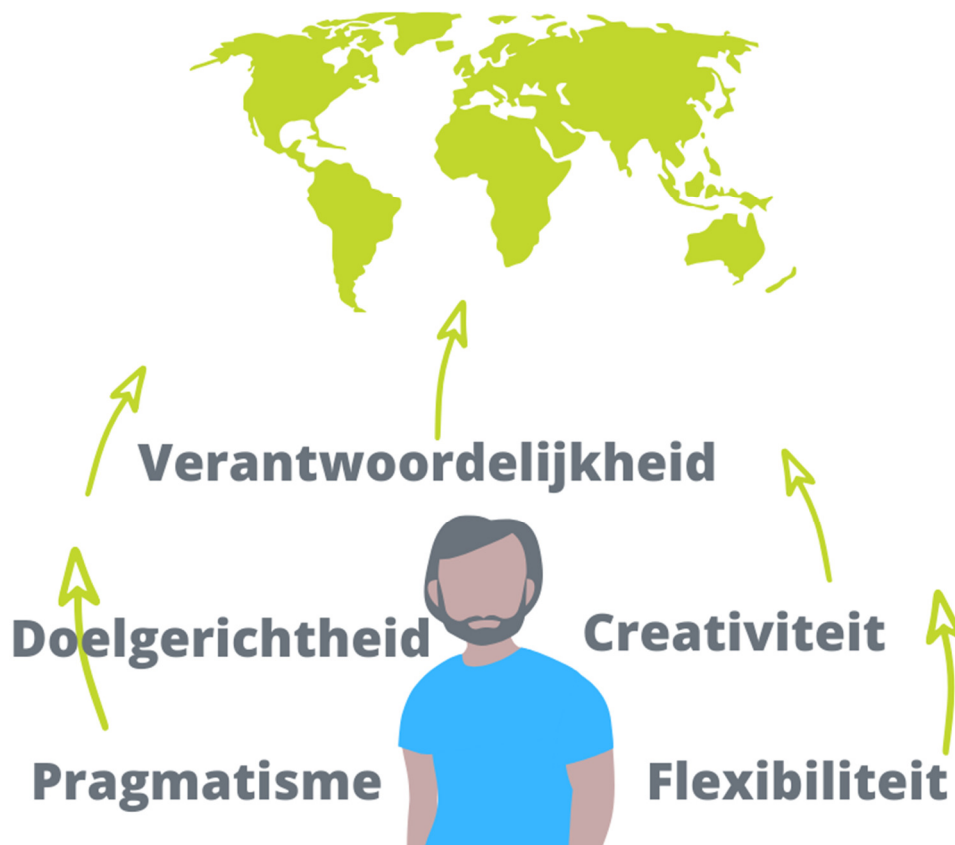 Verantwoordelijkheid
Doelgerichtheid
Creativiteit
Pragmatisme
Flexibiliteit